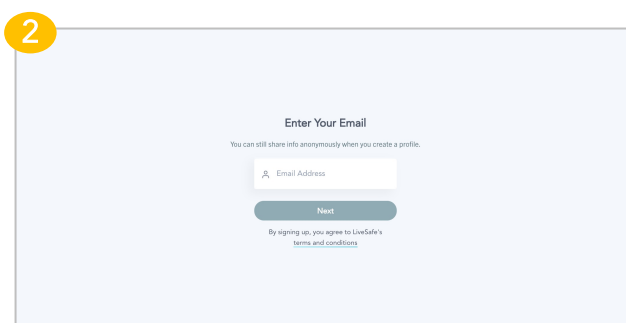 2
Enter Your Email
You can still share info anonymously when you create a profile.
Email Address
Next
By signing up, you agree to LiveSafe's
terms and conditions